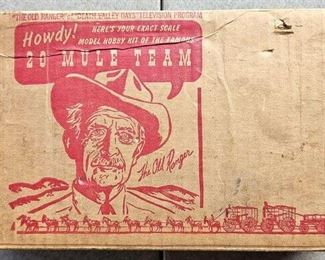 "THE OLD RANGER" of "DEATH VALLEY DAYS" TELEVISION PROGRAM
Howdy! HERE'S YOUR EXACT SCALE
MODEL HOBBY KIT OF THE FAMOUS
20 MULE TEAM
The Old Ranger